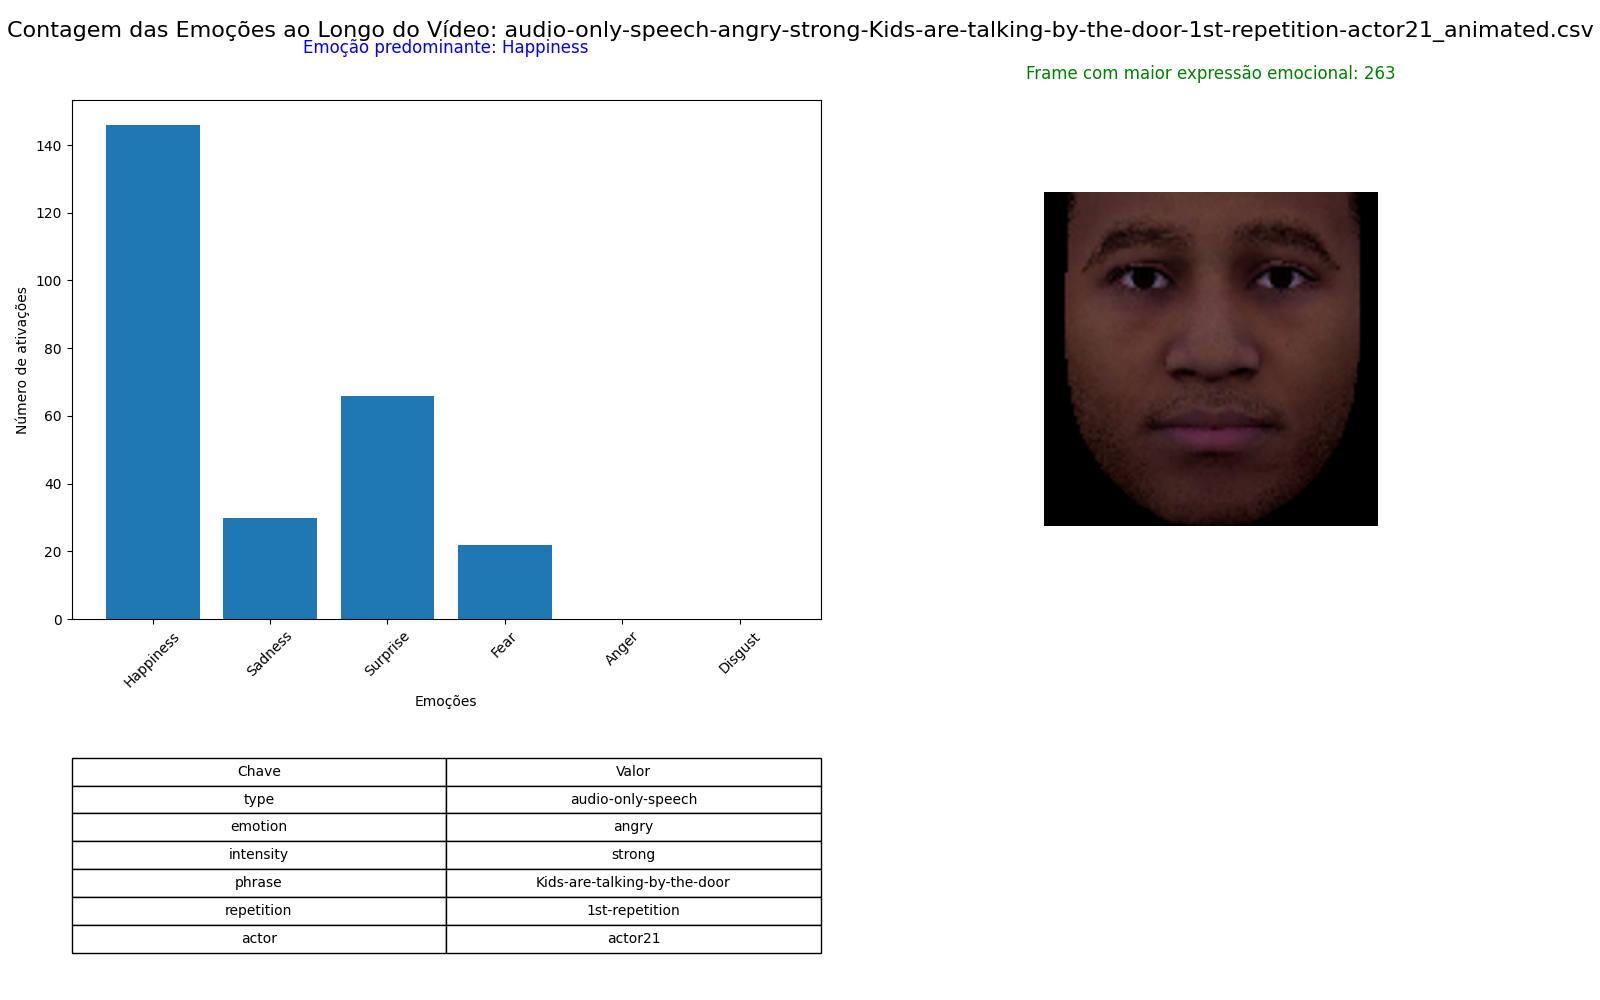 Contagem das Emoções ao Longo do Vídeo: audio-only-speech-angry-strong-Kids-are-talking-by-the-door-1st-repetition-actor21_animated.csv
Emoção predominante: Happiness
Frame com maior expressão emocional: 263
Número de ativações
140
120
100
80
60
40
20
0
Happiness
Sadness
Surprise
Fear
Anger
Disgust
Emoções
Chave Valor
type audio-only-speech
emotion angry
intensity strong
phrase Kids-are-talking-by-the-door
repetition 1st-repetition
actor actor21